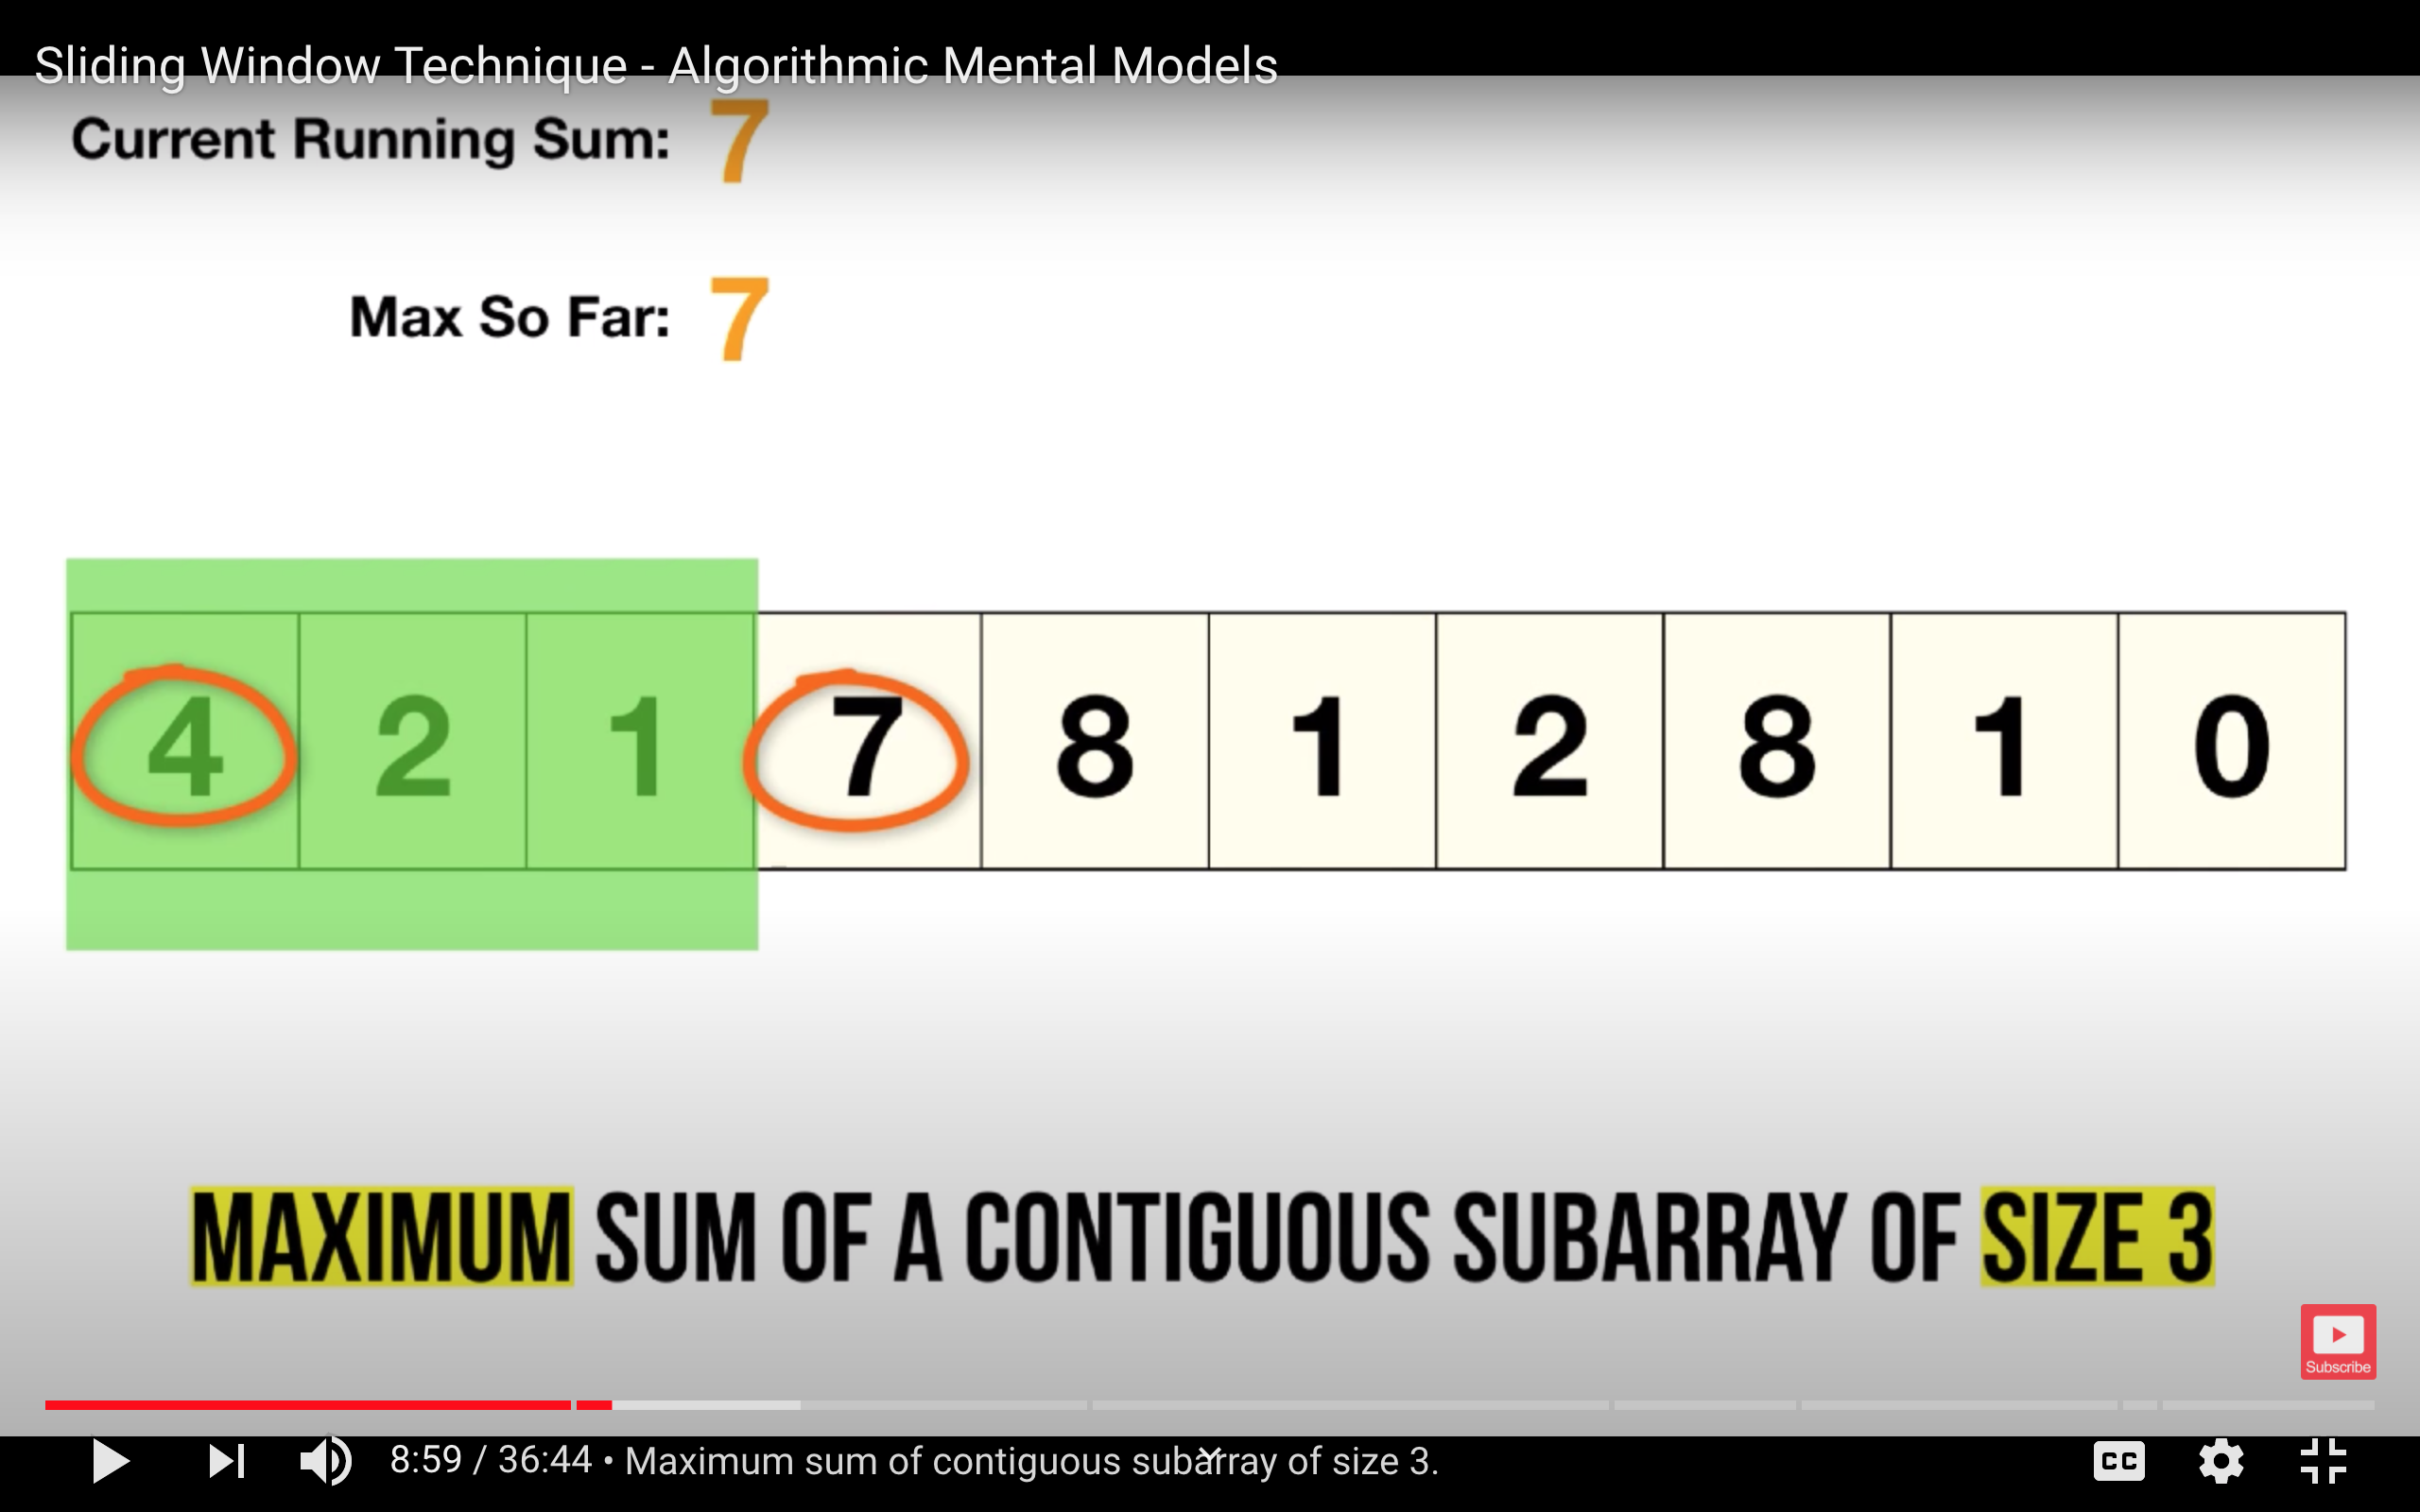 Sliding Window Technique - Algorithmic Mental Models
Current Running Sum: 7
Max So Far: 7
4 2 1 7 8 1 2 8 1 0
MAXIMUM SUM OF A CONTIGUOUS SUBARRAY OF SIZE 3
Subscribe
8:59 / 36:44 • Maximum sum of contiguous subarray of size 3.
CC